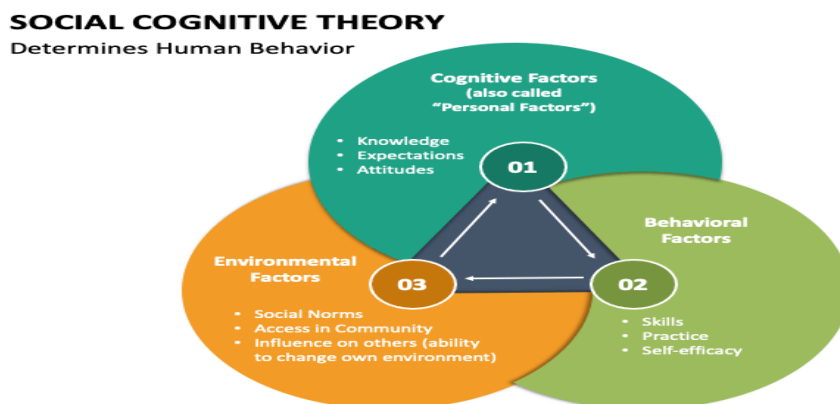 SOCIAL COGNITIVE THEORY
Determines Human Behavior
Cognitive Factors
(also called
“Personal Factors”)
• Knowledge
• Expectations
• Attitudes
01
Behavioral
Factors
02
• Skills
• Practice
• Self-efficacy
Environmental
Factors
03
• Social Norms
• Access in Community
• Influence on others (ability
to change own environment)